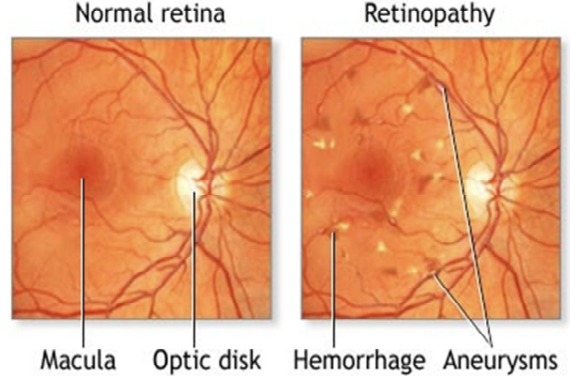 Normal retina
Retinopathy
Macula
Optic disk
Hemorrhage
Aneurysms